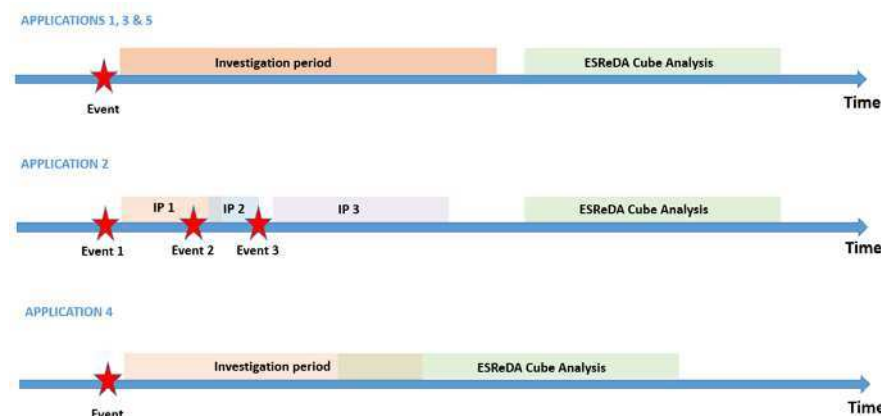 APPLICATIONS 1, 3 & 5
Investigation period
ESReDA Cube Analysis
Event
Time
APPLICATION 2
IP 1
IP 2
IP 3
ESReDA Cube Analysis
Event 1
Event 2
Event 3
Time
APPLICATION 4
Investigation period
ESReDA Cube Analysis
Event
Time